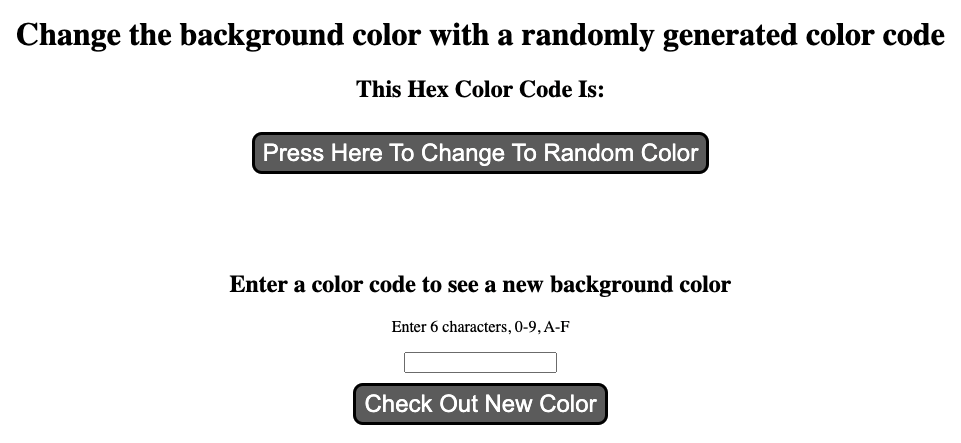 Change the background color with a randomly generated color code
This Hex Color Code Is:
Press Here To Change To Random Color
Enter a color code to see a new background color
Enter 6 characters, 0-9, A-F
Check Out New Color